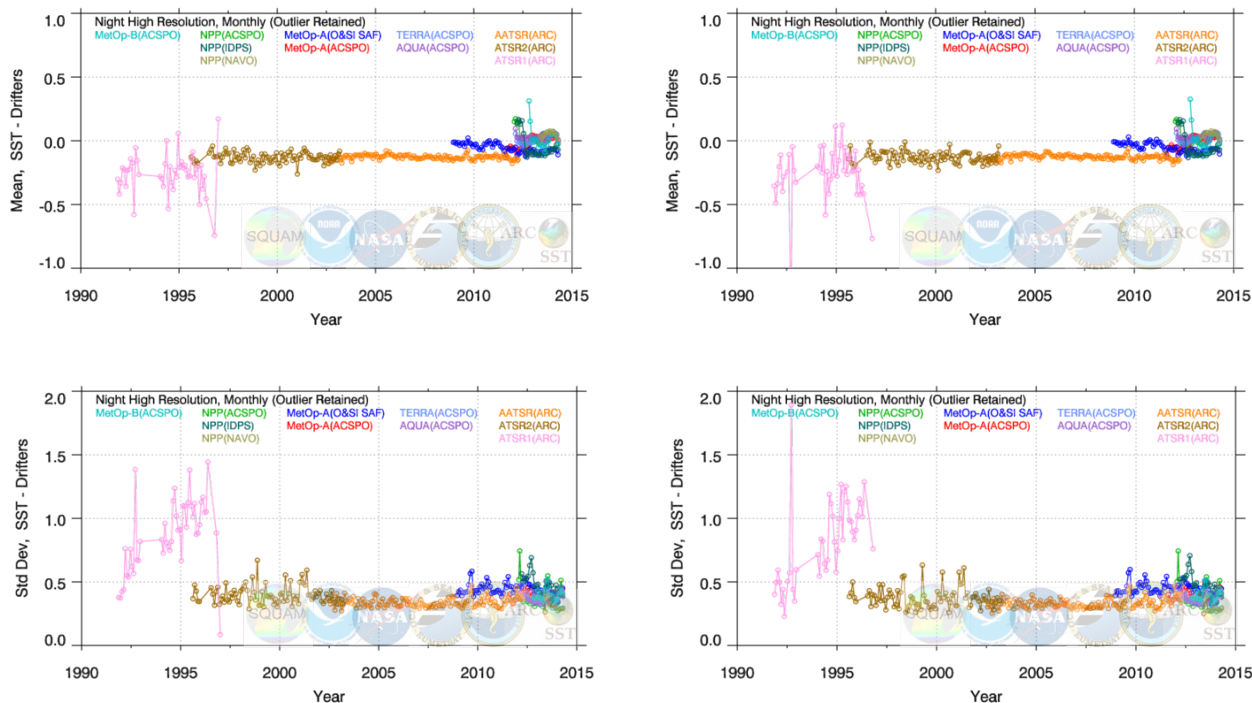 Night High Resolution, Monthly (Outlier Retained)
MetOp-B(ACSPO) NPP(ACSPO) MetOp-A(O&SI SAF) TERRA(ACSPO) AATSR(ARC)
NPP(IDPS) MetOp-A(ACSPO) AQUA(ACSPO) ATSR2(ARC)
NPP(NAVO) ATSR1(ARC)
1.0
0.5
0.0
-0.5
-1.0
Mean, SST - Drifters
SQUAM NOAA NASA ARC
SST
1990 1995 2000 2005 2010 2015
Year
Night High Resolution, Monthly (Outlier Retained)
MetOp-B(ACSPO) NPP(ACSPO) MetOp-A(O&SI SAF) TERRA(ACSPO) AATSR(ARC)
NPP(IDPS) MetOp-A(ACSPO) AQUA(ACSPO) ATSR2(ARC)
NPP(NAVO) ATSR1(ARC)
1.0
0.5
0.0
-0.5
-1.0
Mean, SST - Drifters
SQUAM NOAA NASA ARC
SST
1990 1995 2000 2005 2010 2015
Year
Night High Resolution, Monthly (Outlier Retained)
MetOp-B(ACSPO) NPP(ACSPO) MetOp-A(O&SI SAF) TERRA(ACSPO) AATSR(ARC)
NPP(IDPS) MetOp-A(ACSPO) AQUA(ACSPO) ATSR2(ARC)
NPP(NAVO) ATSR1(ARC)
2.0
1.5
1.0
0.5
0.0
Std Dev, SST - Drifters
SQUAM NASA
SST
1990 1995 2000 2005 2010 2015
Year
Night High Resolution, Monthly (Outlier Retained)
MetOp-B(ACSPO) NPP(ACSPO) MetOp-A(O&SI SAF) TERRA(ACSPO) AATSR(ARC)
NPP(IDPS) MetOp-A(ACSPO) AQUA(ACSPO) ATSR2(ARC)
NPP(NAVO) ATSR1(ARC)
2.0
1.5
1.0
0.5
0.0
Std Dev, SST - Drifters
SQUAM NASA
SST
1990 1995 2000 2005 2010 2015
Year